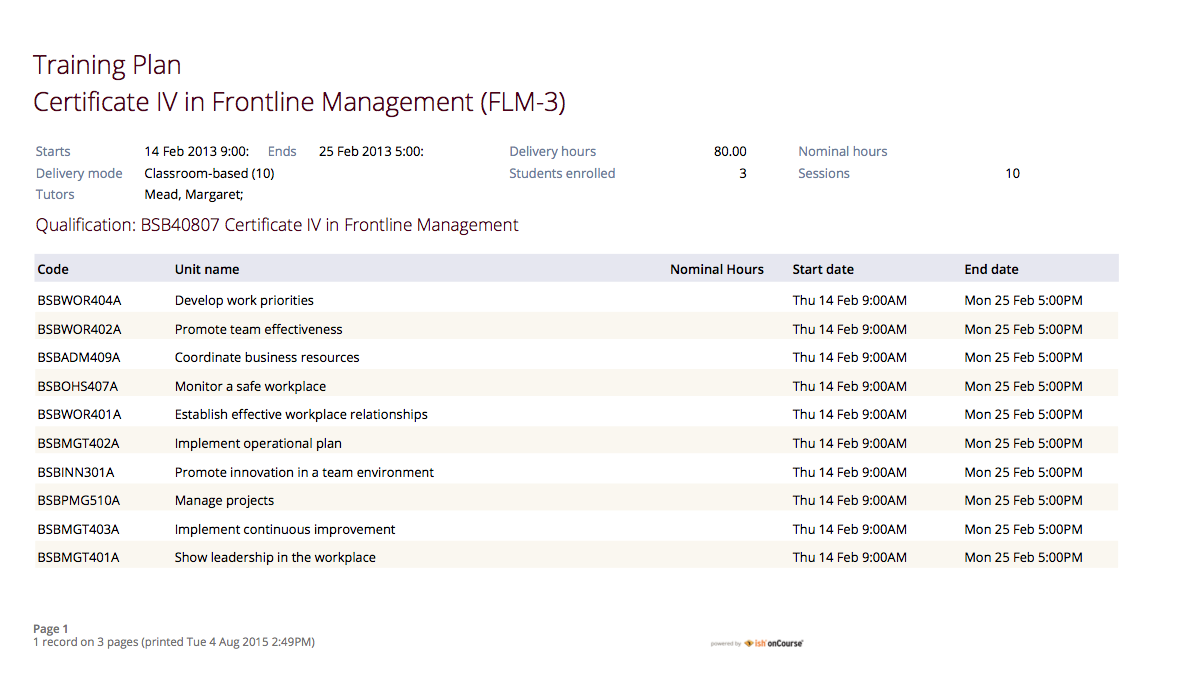 Training Plan
Certificate IV in Frontline Management (FLM-3)
Starts 14 Feb 2013 9:00: Ends 25 Feb 2013 5:00: Delivery hours 80.00 Nominal hours
Delivery mode Classroom-based (10) Students enrolled 3 Sessions 10
Tutors Mead, Margaret;
Qualification: BSB40807 Certificate IV in Frontline Management
Code Unit name Nominal Hours Start date End date
BSBWOR404A Develop work priorities Thu 14 Feb 9:00AM Mon 25 Feb 5:00PM
BSBWOR402A Promote team effectiveness Thu 14 Feb 9:00AM Mon 25 Feb 5:00PM
BSBADM409A Coordinate business resources Thu 14 Feb 9:00AM Mon 25 Feb 5:00PM
BSBOHS407A Monitor a safe workplace Thu 14 Feb 9:00AM Mon 25 Feb 5:00PM
BSBWOR401A Establish effective workplace relationships Thu 14 Feb 9:00AM Mon 25 Feb 5:00PM
BSBMGT402A Implement operational plan Thu 14 Feb 9:00AM Mon 25 Feb 5:00PM
BSBINN301A Promote innovation in a team environment Thu 14 Feb 9:00AM Mon 25 Feb 5:00PM
BSBPMG510A Manage projects Thu 14 Feb 9:00AM Mon 25 Feb 5:00PM
BSBMGT403A Implement continuous improvement Thu 14 Feb 9:00AM Mon 25 Feb 5:00PM
BSBMGT401A Show leadership in the workplace Thu 14 Feb 9:00AM Mon 25 Feb 5:00PM
Page 1
1 record on 3 pages (printed Tue 4 Aug 2015 2:49PM)
powered by ish onCourse